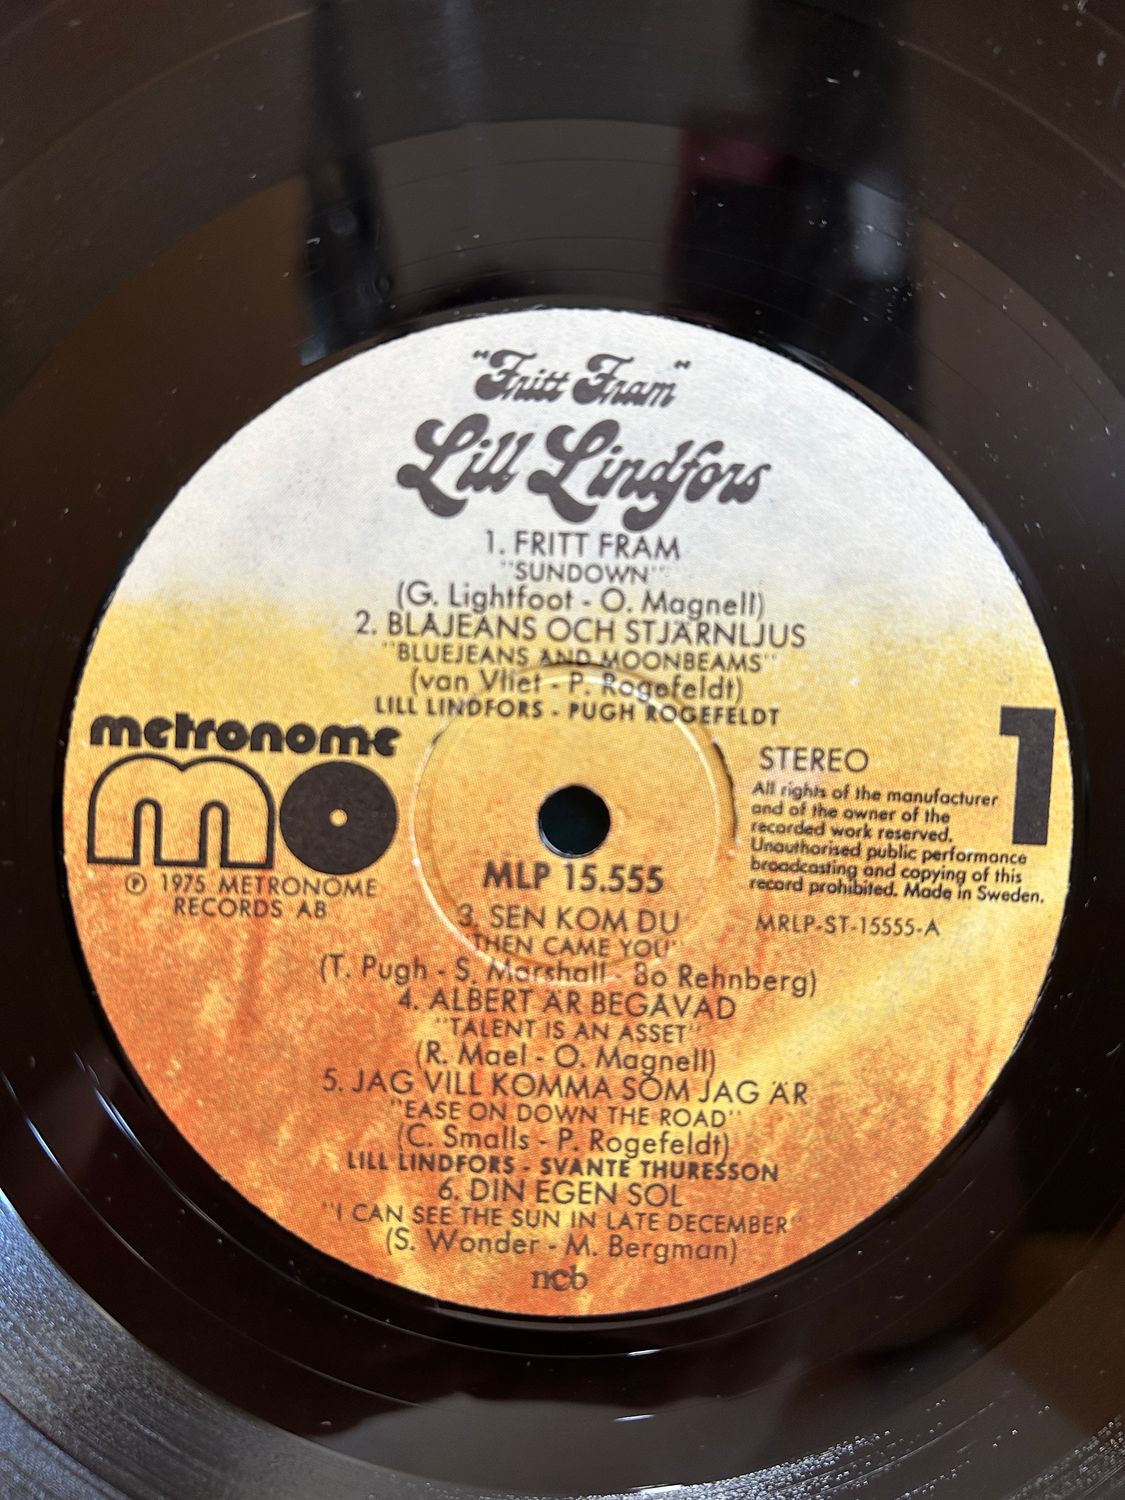 "Fritt Fram"
Lill Lindfors
1. FRITT FRAM
"SUNDOWN"
(G. Lightfoot - O. Magnell)
2. BLÅJEANS OCH STJÄRNLJUS
"BLUEJEANS AND MOONBEAMS"
(van Vliet - P. Rogefeldt)
LILL LINDFORS - PUGH ROGEFELDT
metronome
mo
℗ 1975 METRONOME
RECORDS AB
1
STEREO
All rights of the manufacturer
and of the owner of the
recorded work reserved.
Unauthorised public performance
broadcasting and copying of this
record prohibited. Made in Sweden.
MRLP-ST-15555-A
MLP 15.555
3. SEN KOM DU
"THEN CAME YOU"
(T. Pugh - S. Marshall - Bo Rehnberg)
4. ALBERT ÄR BEGÅVAD
"TALENT IS AN ASSET"
(R. Mael - O. Magnell)
5. JAG VILL KOMMA SOM JAG ÄR
"EASE ON DOWN THE ROAD"
(C. Smalls - P. Rogefeldt)
LILL LINDFORS - SVANTE THURESSON
6. DIN EGEN SOL
"I CAN SEE THE SUN IN LATE DECEMBER"
(S. Wonder - M. Bergman)
ncb